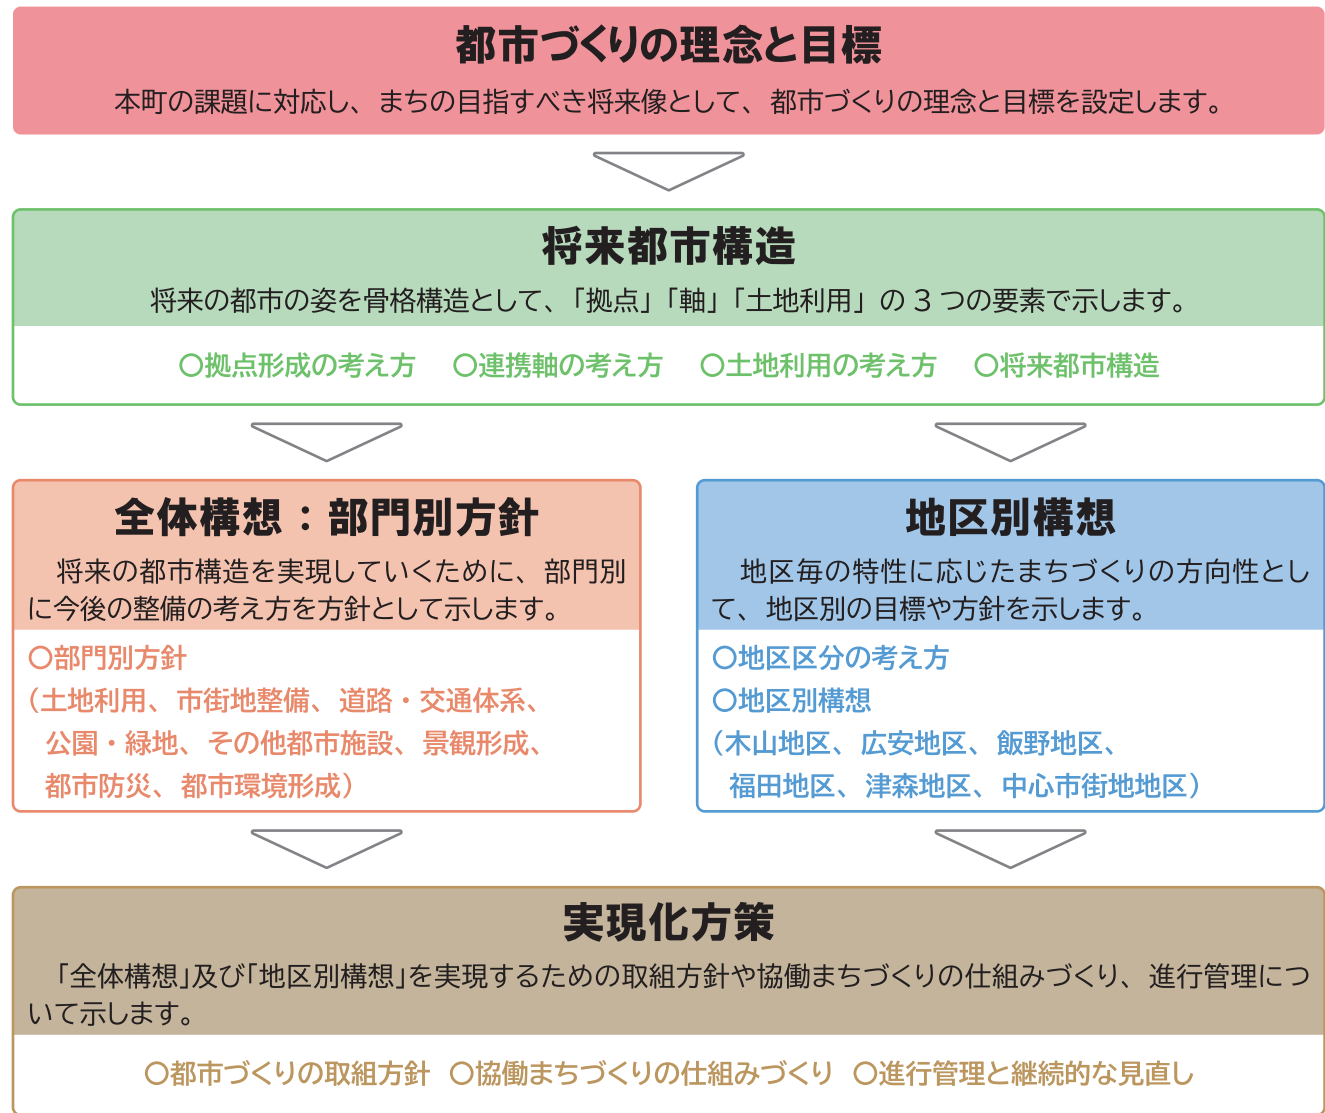 都市づくりの理念と目標
本町の課題に対応し、まちの目指すべき将来像として、都市づくりの理念と目標を設定します。
将来都市構造
将来の都市の姿を骨格構造として、「拠点」「軸」「土地利用」の3つの要素で示します。
〇拠点形成の考え方　〇連携軸の考え方　〇土地利用の考え方　〇将来都市構造
全体構想：部門別方針
将来の都市構造を実現していくために、部門別
に今後の整備の考え方を方針として示します。
〇部門別方針
（土地利用、市街地整備、道路・交通体系、
公園・緑地、その他都市施設、景観形成、
都市防災、都市環境形成）
地区別構想
地区毎の特性に応じたまちづくりの方向性とし
て、地区別の目標や方針を示します。
〇地区区分の考え方
〇地区別構想
（木山地区、広安地区、飯野地区、
福田地区、津森地区、中心市街地地区）
実現化方策
「全体構想」及び「地区別構想」を実現するための取組方針や協働まちづくりの仕組みづくり、進行管理につ
いて示します。
〇都市づくりの取組方針　〇協働まちづくりの仕組みづくり　〇進行管理と継続的な見直し